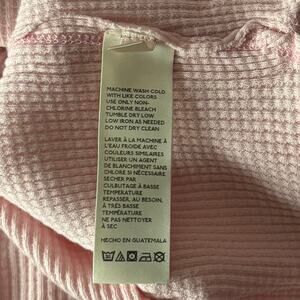 MACHINE WASH COLD
WITH LIKE COLORS
USE ONLY NON-
CHLORINE BLEACH
TUMBLE DRY LOW
LOW IRON AS NEEDED
DO NOT DRY CLEAN
LAVER À LA MACHINE À
L'EAU FROIDE AVEC
COULEURS SIMILAIRES
UTILISER UN AGENT
DE BLANCHIMENT SANS
CHLORE SI NÉCESSAIRE
SECHER PAR
CULBUTAGE À BASSE
TEMPERATURE
REPASSER, AU BESOIN,
À TRÈS BASSE
TEMPÉRATURE
NE PAS NETTOYER
À SEC
HECHO EN GUATEMALA